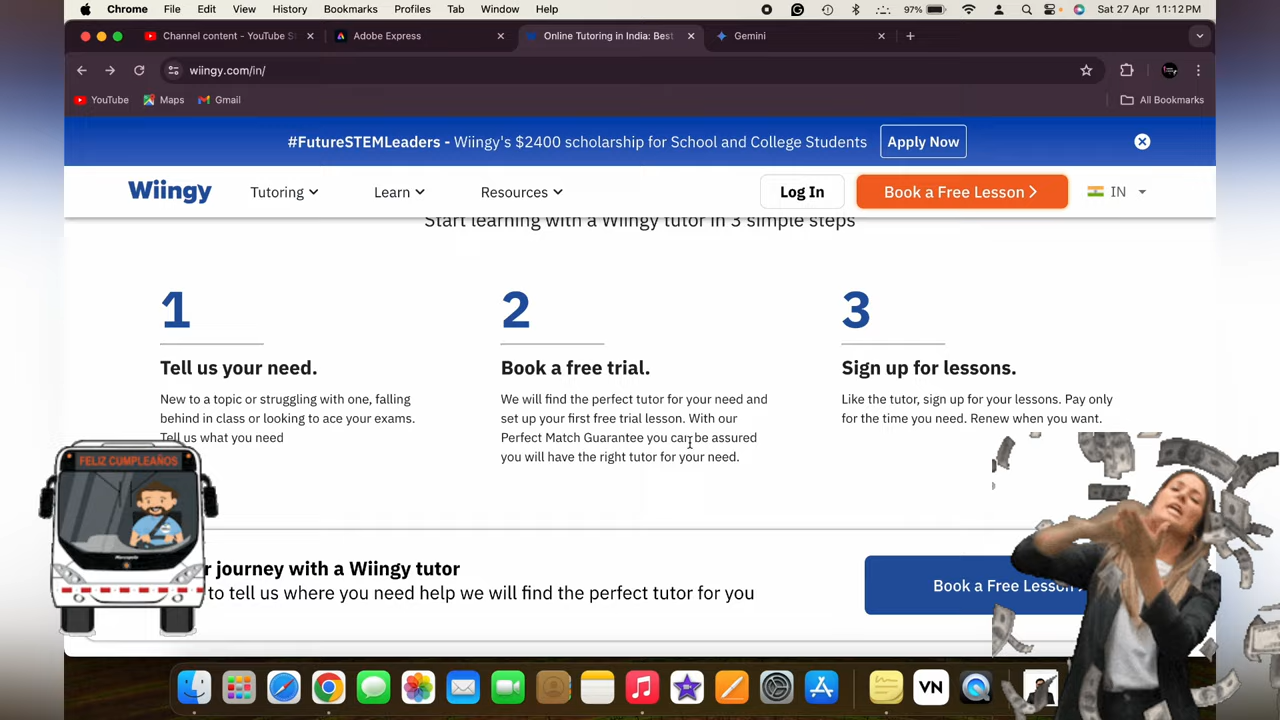 Chrome File Edit View History Bookmarks Profiles Tab Window Help 97% Sat 27 Apr 11:12 PM
Channel content - YouTube S Adobe Express Online Tutoring in India: Best Gemini
wiingy.com/in/
YouTube Maps Gmail All Bookmarks
#FutureSTEMLeaders - Wiingy's $2400 scholarship for School and College Students Apply Now
Wiingy Tutoring Learn Resources Log In Book a Free Lesson IN
Start learning with a Wiingy tutor in 3 simple steps
1
Tell us your need.
New to a topic or struggling with one, falling
behind in class or looking to ace your exams.
Tell us what you need
2
Book a free trial.
We will find the perfect tutor for your need and
set up your first free trial lesson. With our
Perfect Match Guarantee you can be assured
you will have the right tutor for your need.
3
Sign up for lessons.
Like the tutor, sign up for your lessons. Pay only
for the time you need. Renew when you want.
FELIZ CUMPLEAÑOS
journey with a Wiingy tutor
to tell us where you need help we will find the perfect tutor for you
Book a Free Lesson
VN